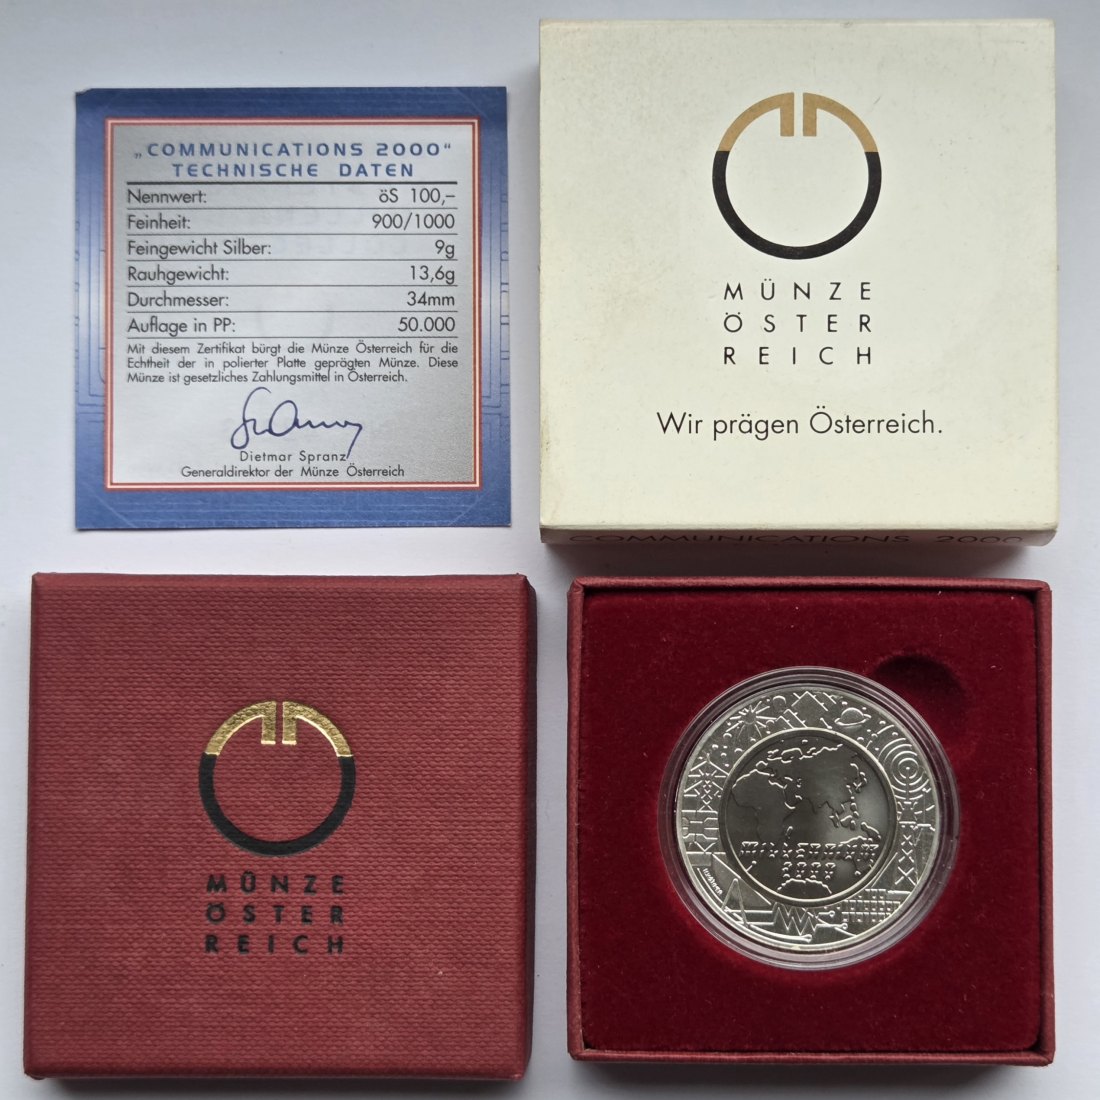 „COMMUNICATIONS 2000“
TECHNISCHE DATEN
Nennwert: öS 100,–
Feinheit: 900/1000
Feingewicht Silber: 9g
Rauhgewicht: 13,6g
Durchmesser: 34mm
Auflage in PP: 50.000
Mit diesem Zertifikat bürgt die Münze Österreich für die
Echtheit der in polierter Platte geprägten Münze. Diese
Münze ist gesetzliches Zahlungsmittel in Österreich.
Dietmar Spranz
Generaldirektor der Münze Österreich
MÜNZE
ÖSTER
REICH
Wir prägen Österreich.
COMMUNICATIONS 2000
MÜNZE
ÖSTER
REICH
MILLENNIUM
2000